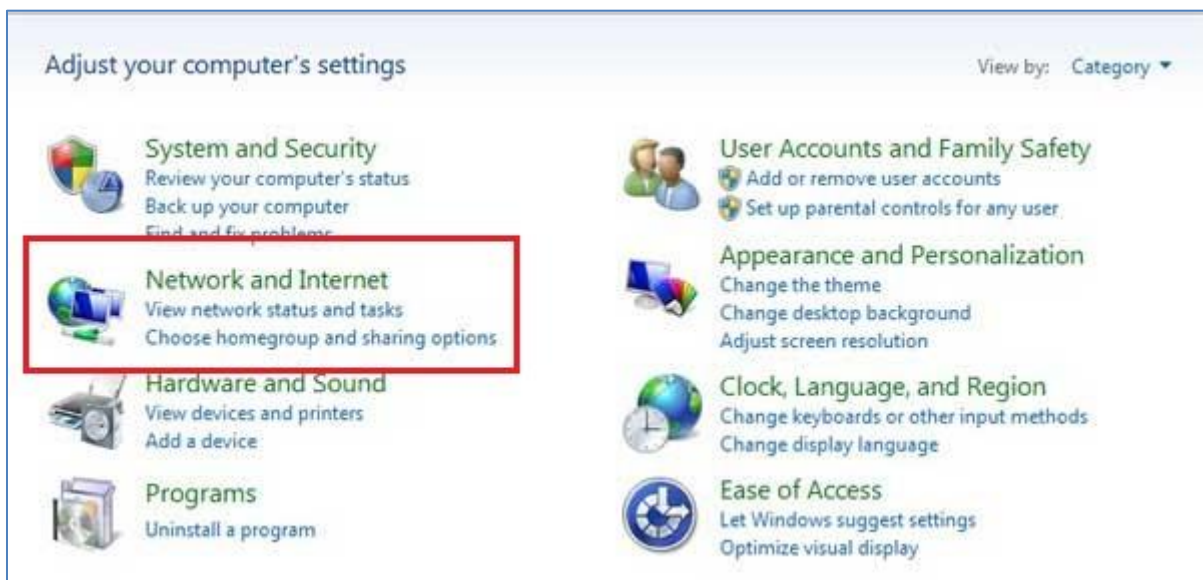 Adjust your computer's settings
View by: Category
System and Security
Review your computer's status
Back up your computer
Find and fix problems
Network and Internet
View network status and tasks
Choose homegroup and sharing options
Hardware and Sound
View devices and printers
Add a device
Programs
Uninstall a program
User Accounts and Family Safety
Add or remove user accounts
Set up parental controls for any user
Appearance and Personalization
Change the theme
Change desktop background
Adjust screen resolution
Clock, Language, and Region
Change keyboards or other input methods
Change display language
Ease of Access
Let Windows suggest settings
Optimize visual display